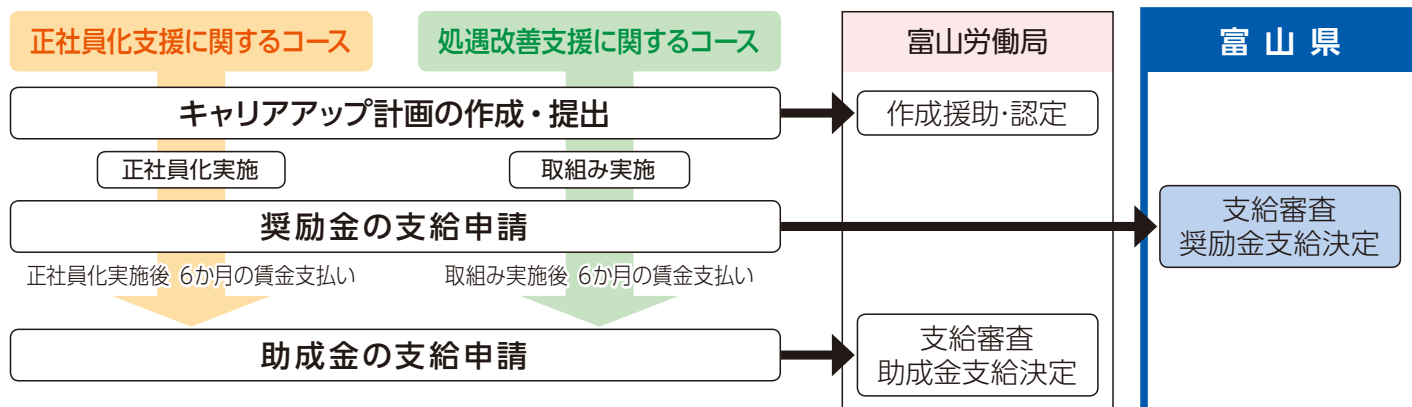 正社員化支援に関するコース
処遇改善支援に関するコース
富山労働局
富山県
キャリアアップ計画の作成・提出
作成援助・認定
正社員化実施
取組み実施
奨励金の支給申請
支給審査
奨励金支給決定
正社員化実施後 6か月の賃金支払い
取組み実施後 6か月の賃金支払い
助成金の支給申請
支給審査
助成金支給決定